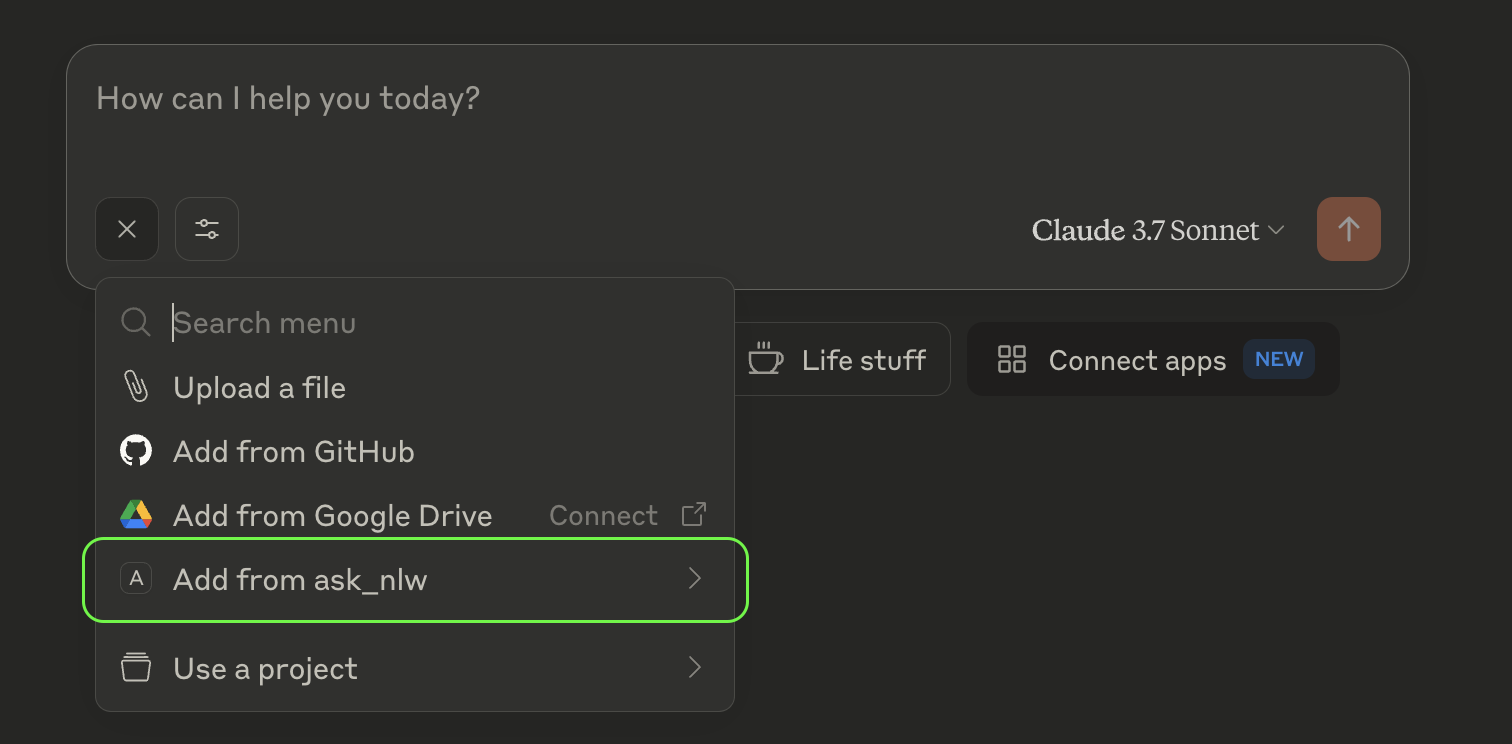 How can I help you today?
Claude 3.7 Sonnet
Search menu
Upload a file
Life stuff
Connect apps NEW
Add from GitHub
Add from Google Drive Connect
A Add from ask_nlw
Use a project